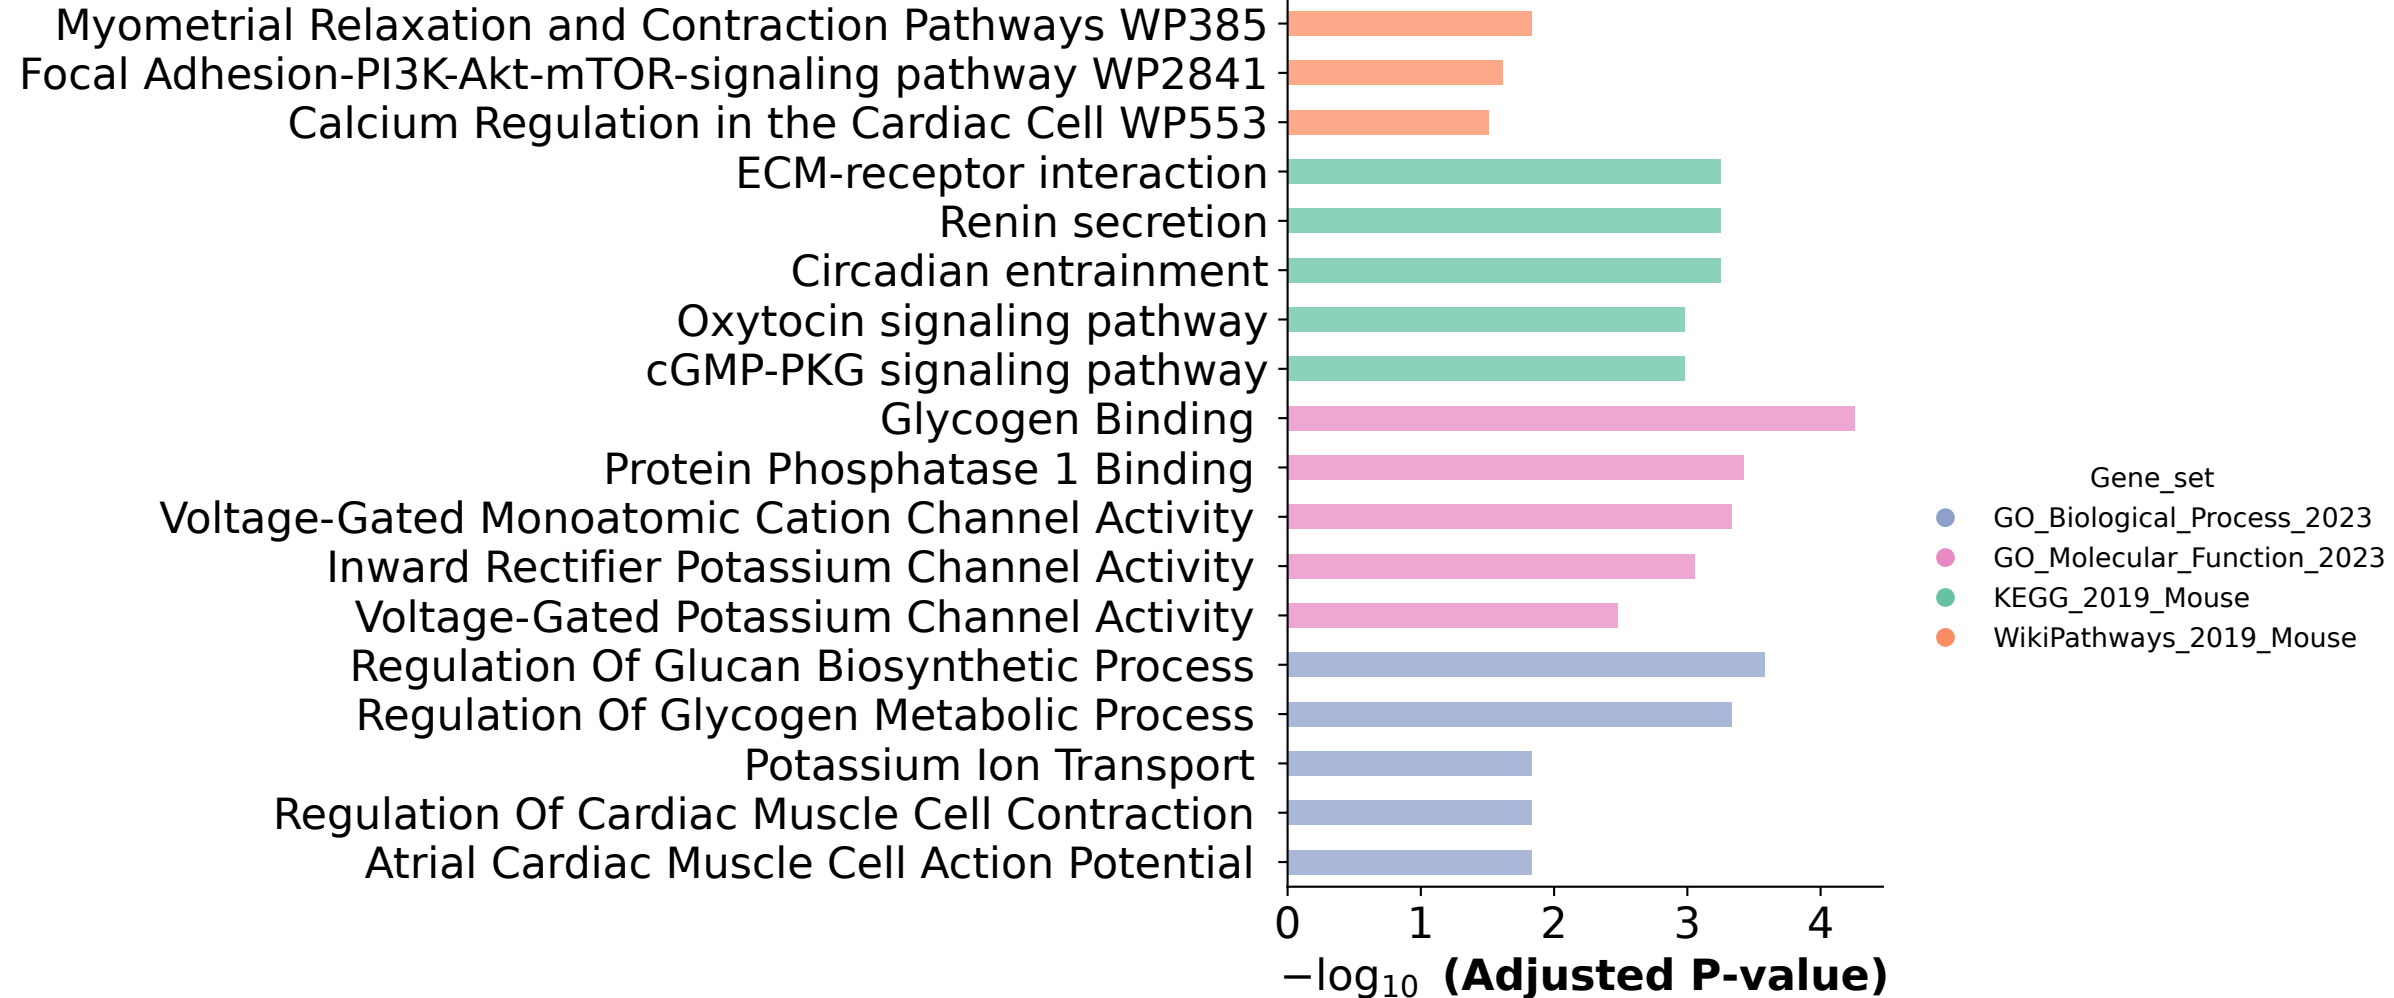 Myometrial Relaxation and Contraction Pathways WP385
Focal Adhesion-PI3K-Akt-mTOR-signaling pathway WP2841
Calcium Regulation in the Cardiac Cell WP553
ECM-receptor interaction
Renin secretion
Circadian entrainment
Oxytocin signaling pathway
cGMP-PKG signaling pathway
Glycogen Binding
Protein Phosphatase 1 Binding
Voltage-Gated Monoatomic Cation Channel Activity
Inward Rectifier Potassium Channel Activity
Voltage-Gated Potassium Channel Activity
Regulation Of Glucan Biosynthetic Process
Regulation Of Glycogen Metabolic Process
Potassium Ion Transport
Regulation Of Cardiac Muscle Cell Contraction
Atrial Cardiac Muscle Cell Action Potential
0 1 2 3 4
−log₁₀ (Adjusted P-value)
Gene_set
GO_Biological_Process_2023
GO_Molecular_Function_2023
KEGG_2019_Mouse
WikiPathways_2019_Mouse